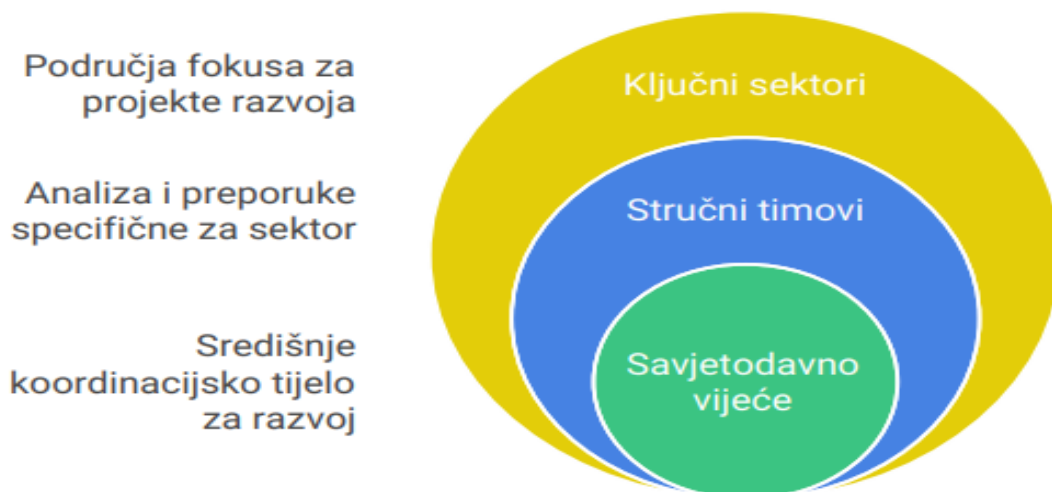 Područja fokusa za
projekte razvoja
Ključni sektori
Analiza i preporuke
specifične za sektor
Stručni timovi
Središnje
koordinacijsko tijelo
za razvoj
Savjetodavno
vijeće